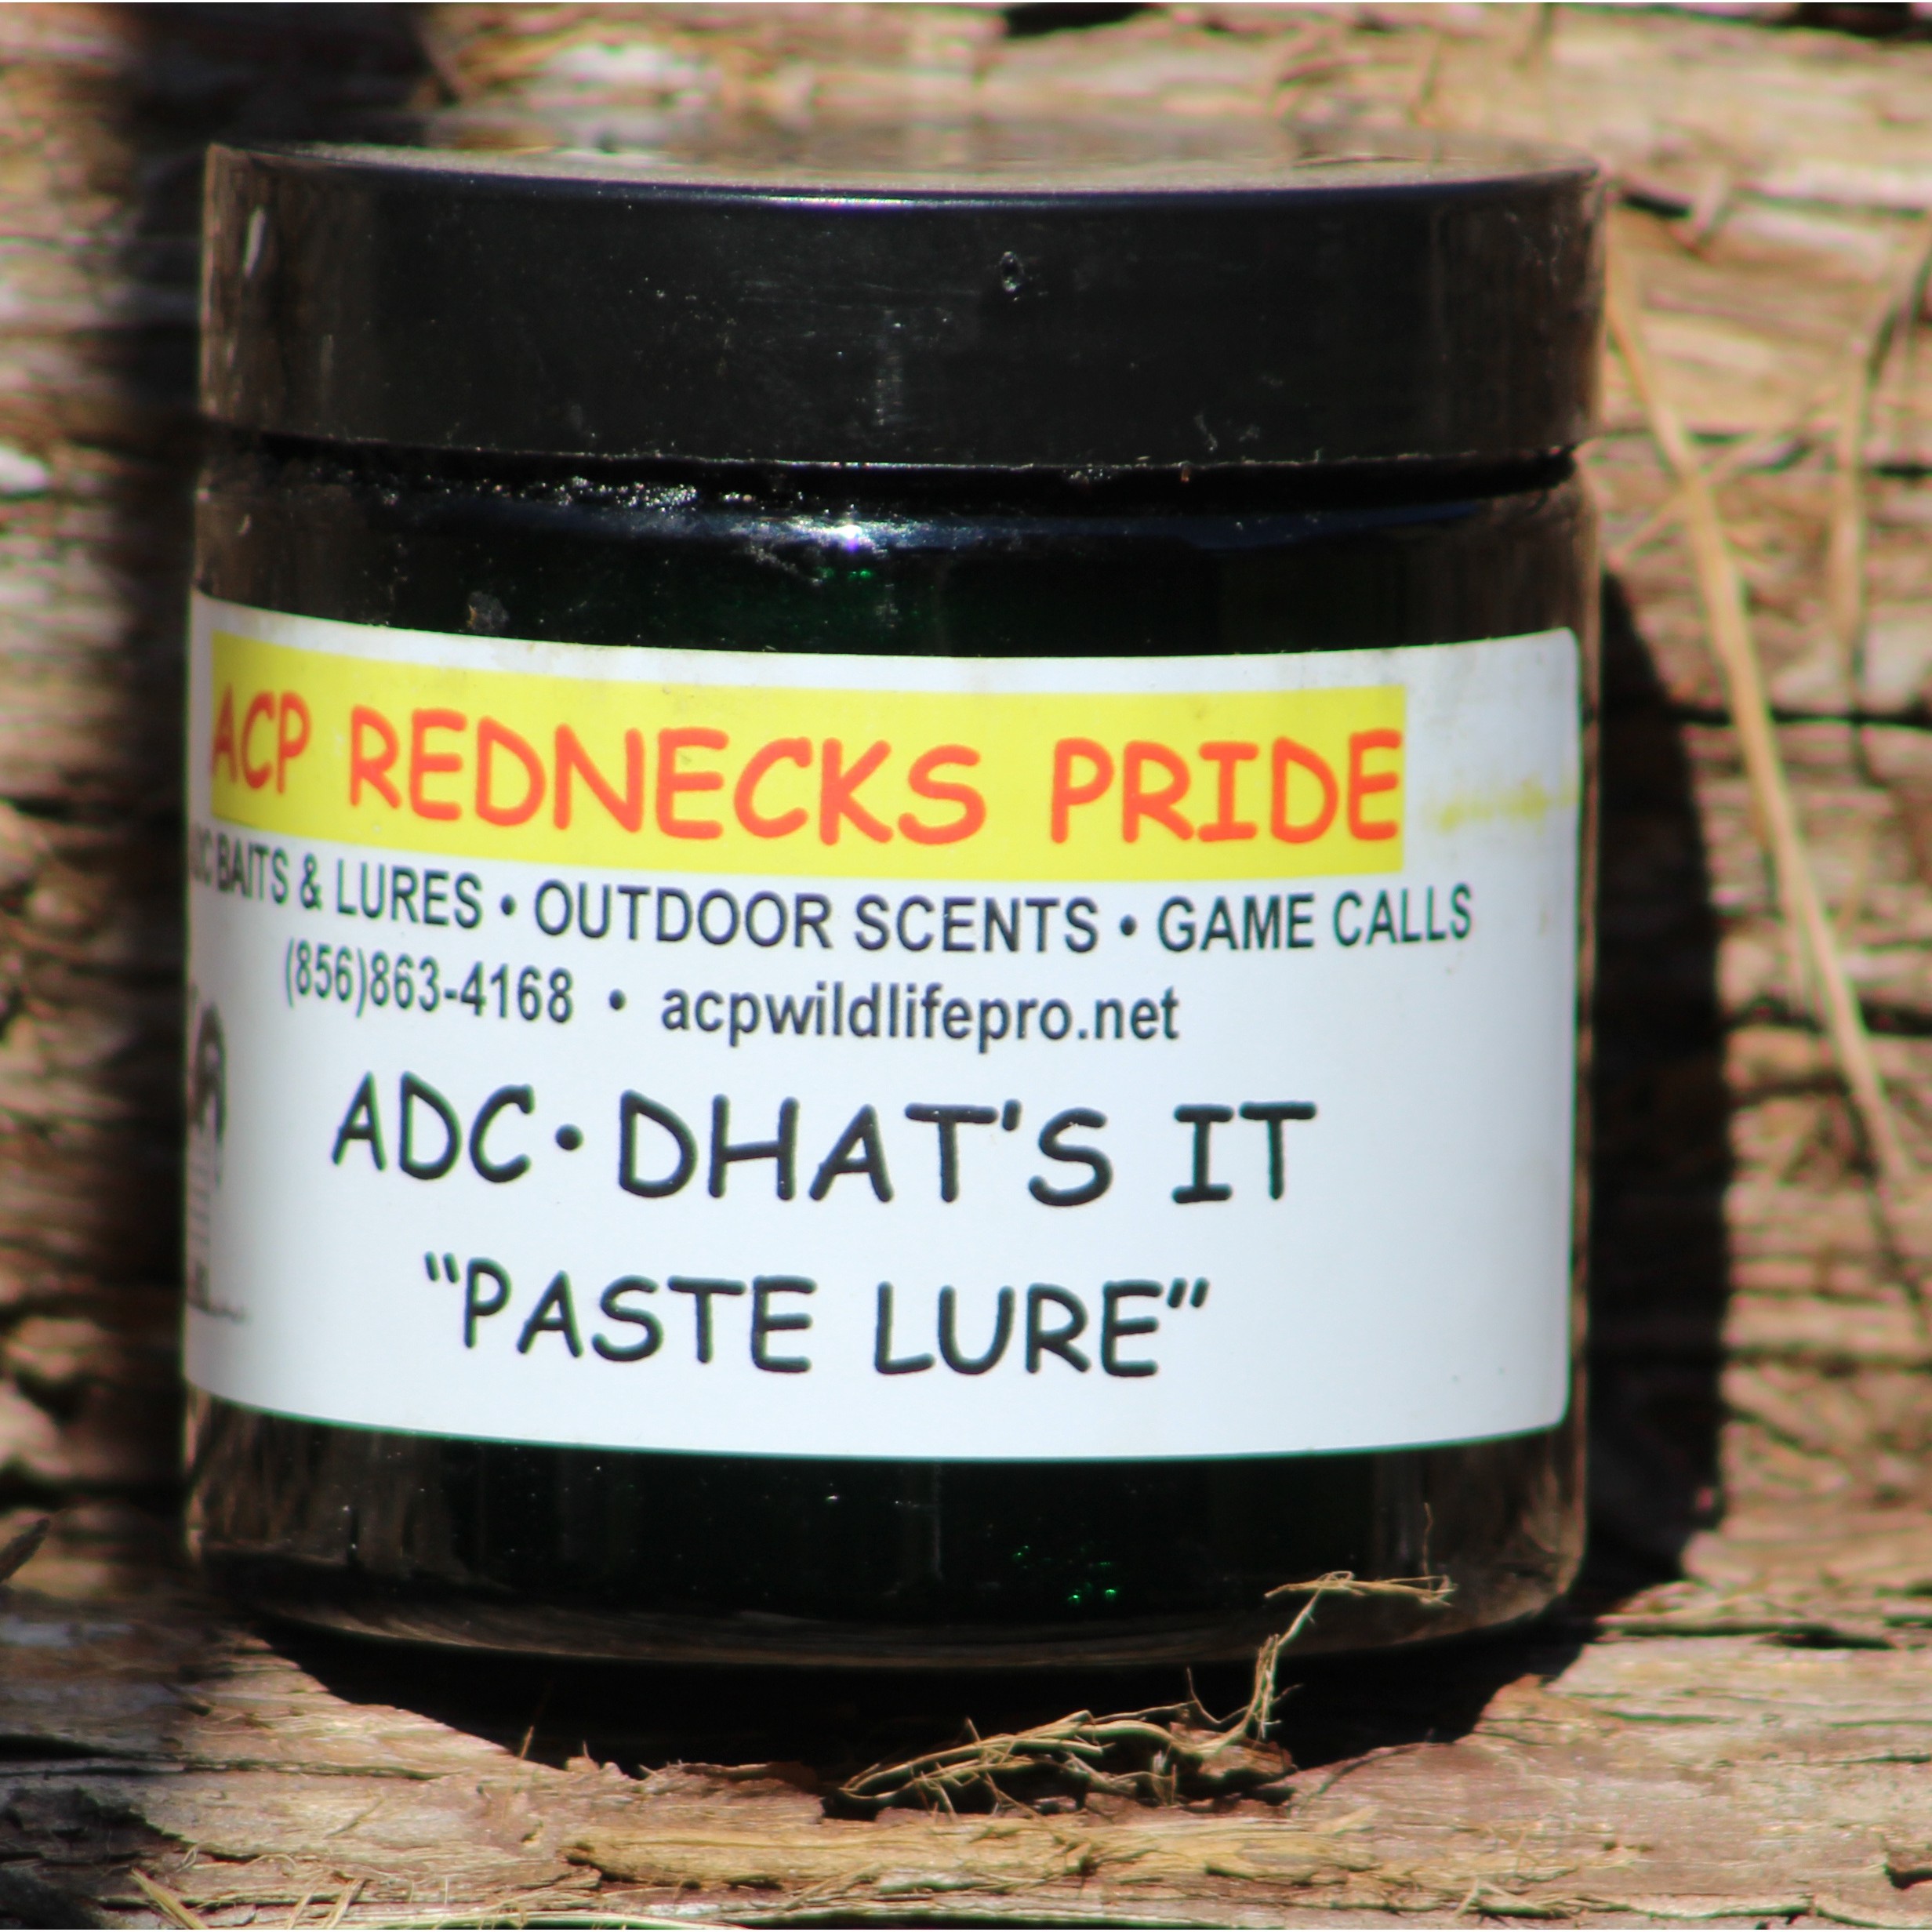 ACP REDNECKS PRIDE
BAITS & LURES • OUTDOOR SCENTS • GAME CALLS
(856)863-4168 • acpwildlifepro.net
ADC • DHAT'S IT
“PASTE LURE”